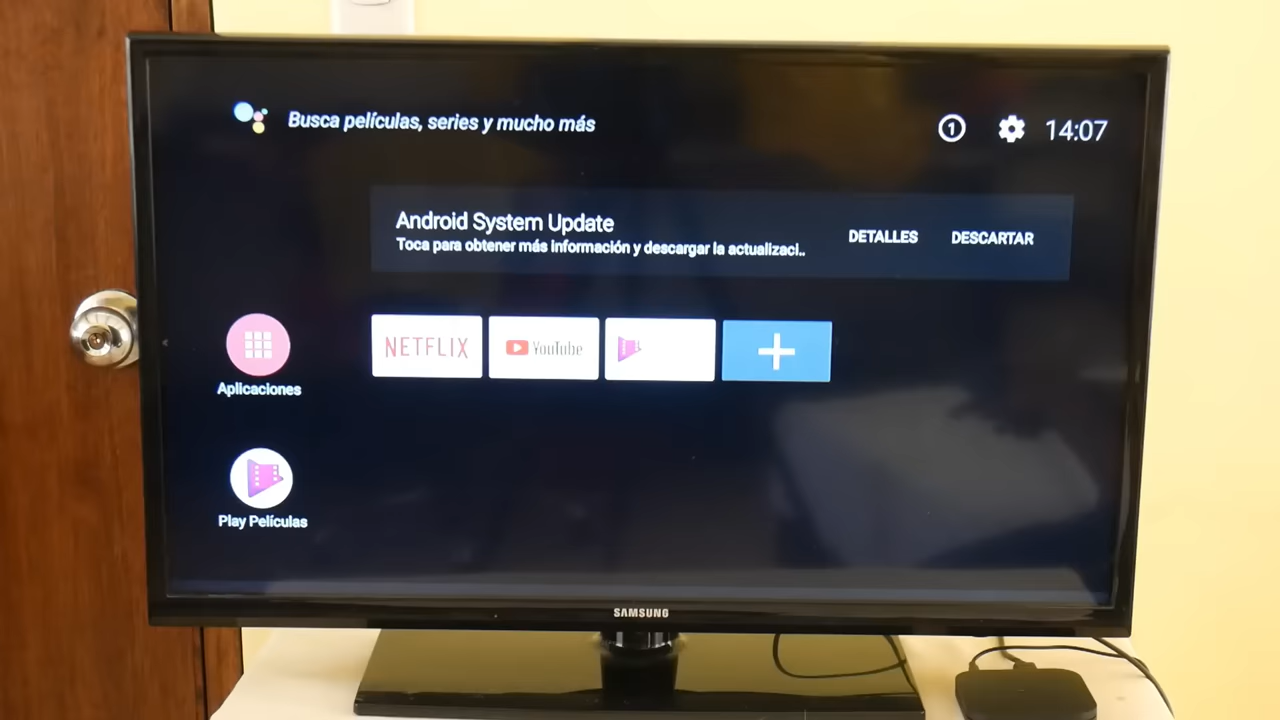 Busca películas, series y mucho más
1
14:07
Android System Update
Toca para obtener más información y descargar la actualizaci..
DETALLES
DESCARTAR
NETFLIX
YouTube
Aplicaciones
Play Películas
SAMSUNG